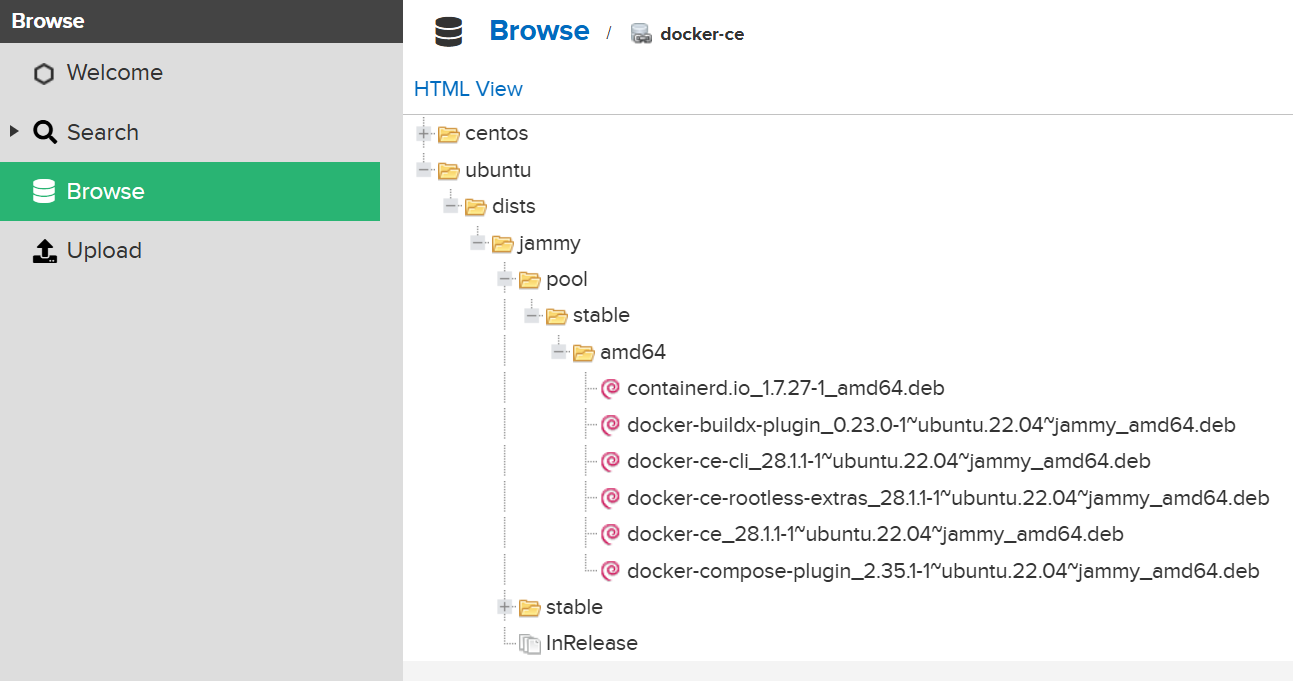 Browse
Welcome
Search
Browse
Upload
Browse / docker-ce
HTML View
centos
ubuntu
dists
jammy
pool
stable
amd64
containerd.io_1.7.27-1_amd64.deb
docker-buildx-plugin_0.23.0-1~ubuntu.22.04~jammy_amd64.deb
docker-ce-cli_28.1.1-1~ubuntu.22.04~jammy_amd64.deb
docker-ce-rootless-extras_28.1.1-1~ubuntu.22.04~jammy_amd64.deb
docker-ce_28.1.1-1~ubuntu.22.04~jammy_amd64.deb
docker-compose-plugin_2.35.1-1~ubuntu.22.04~jammy_amd64.deb
stable
InRelease